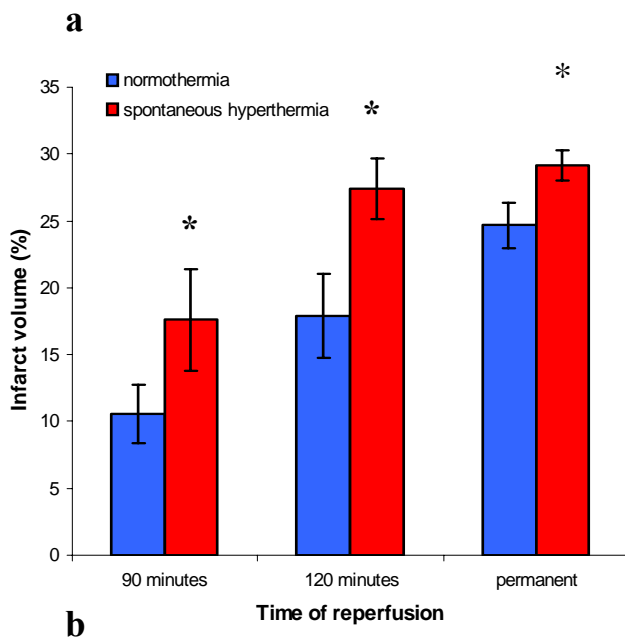 a
normothermia
spontaneous hyperthermia
* * *
35
30
25
20
15
10
5
0
Infarct volume (%)
90 minutes 120 minutes permanent
Time of reperfusion
b